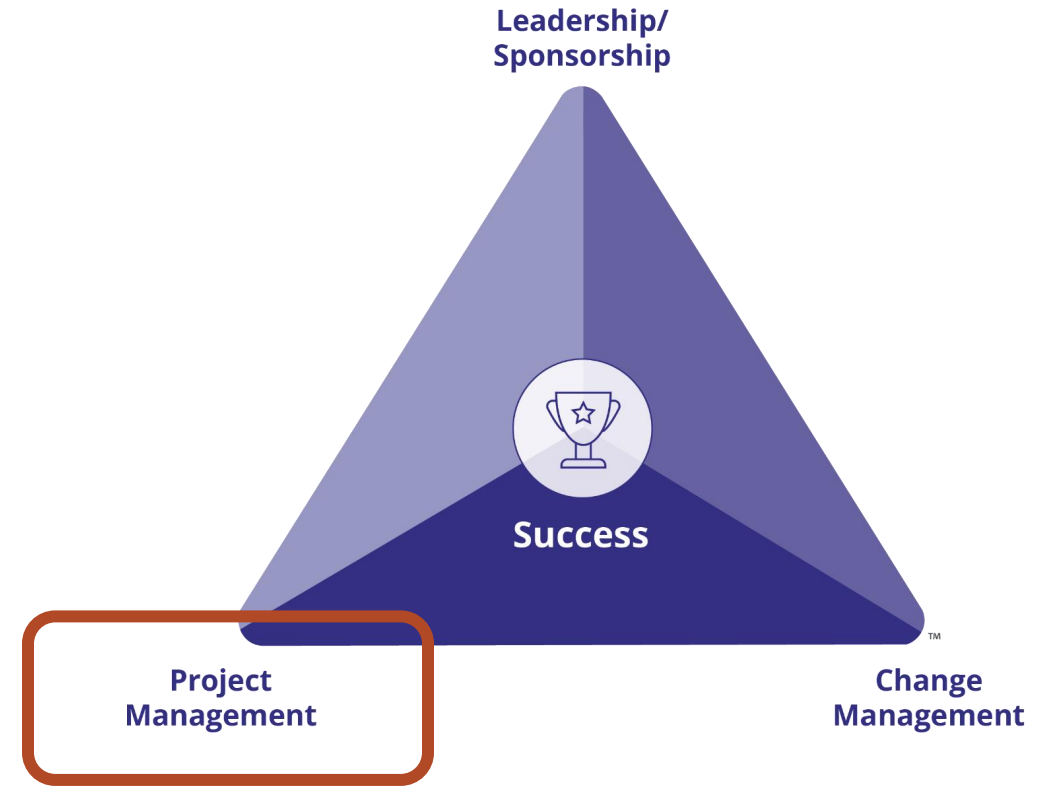 Leadership/
Sponsorship
Success
TM
Project
Management
Change
Management